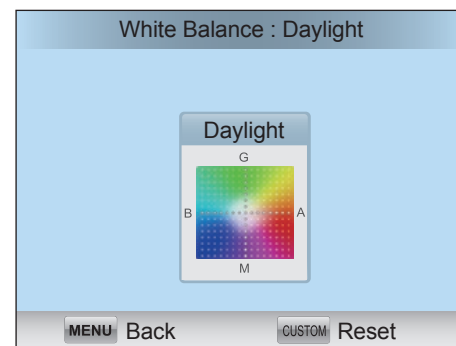 White Balance : Daylight
Daylight
G
B A
M
MENU Back CUSTOM Reset